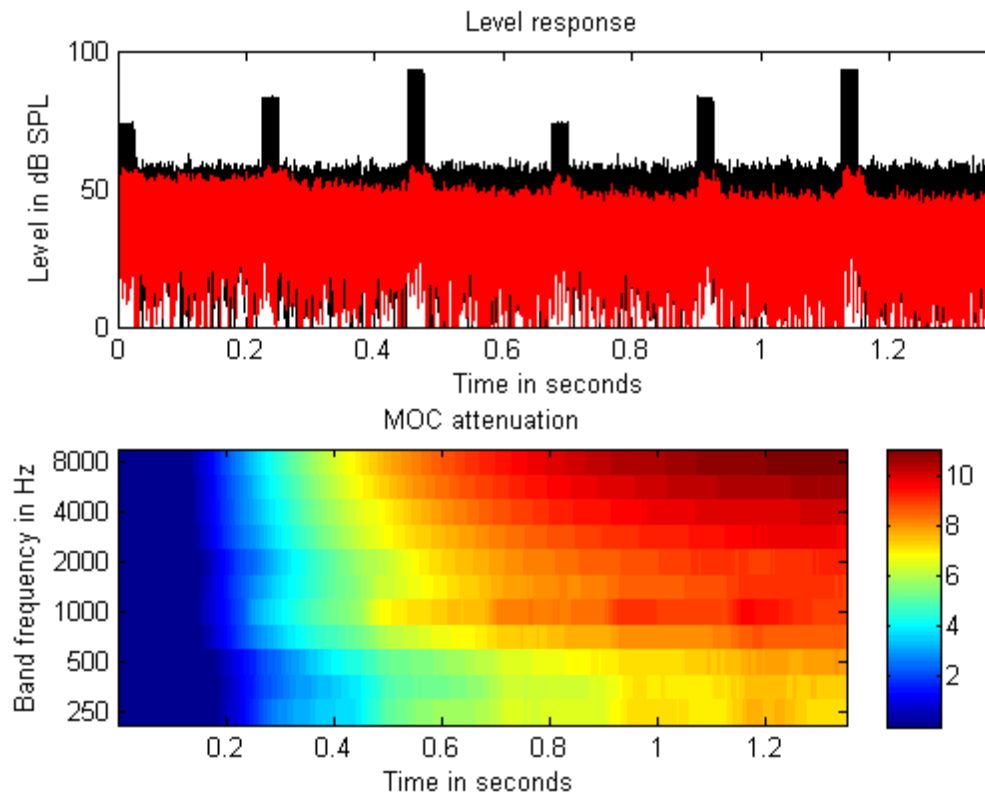 Level response
100
50
0
Level in dB SPL
0 0.2 0.4 0.6 0.8 1 1.2
Time in seconds
MOC attenuation
8000
4000
2000
1000
500
250
Band frequency in Hz
0.2 0.4 0.6 0.8 1 1.2
Time in seconds
10
8
6
4
2